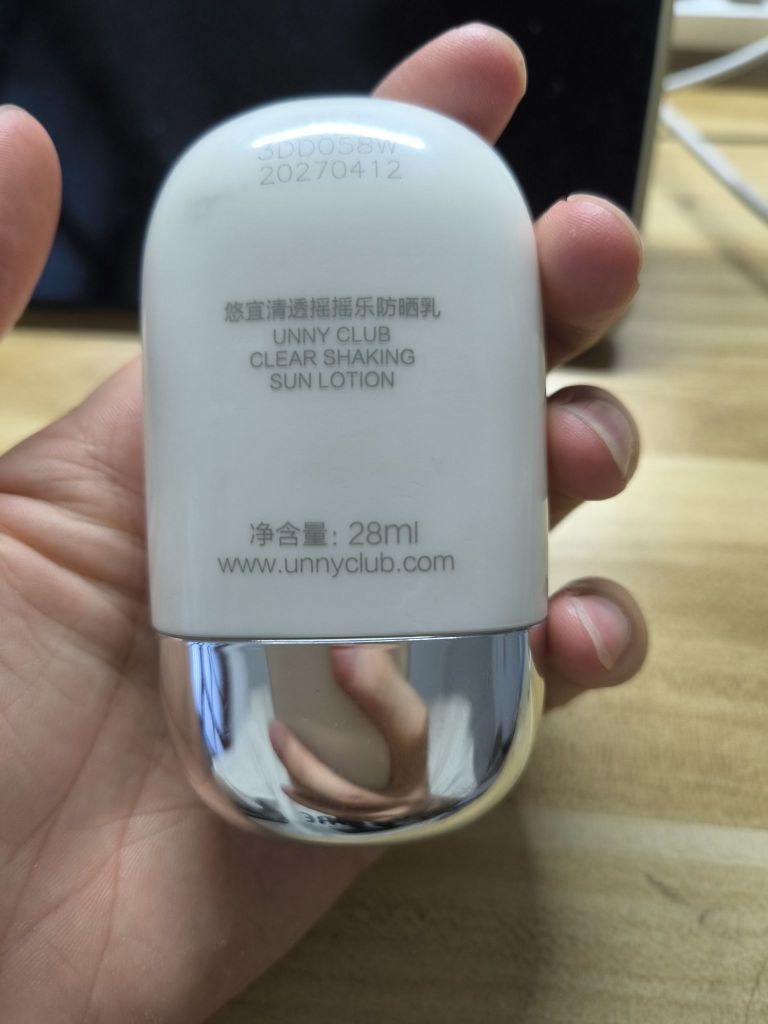 3DD058W
20270412
悠宜清透摇摇乐防晒乳
UNNY CLUB
CLEAR SHAKING
SUN LOTION
净含量：28ml
www.unnyclub.com